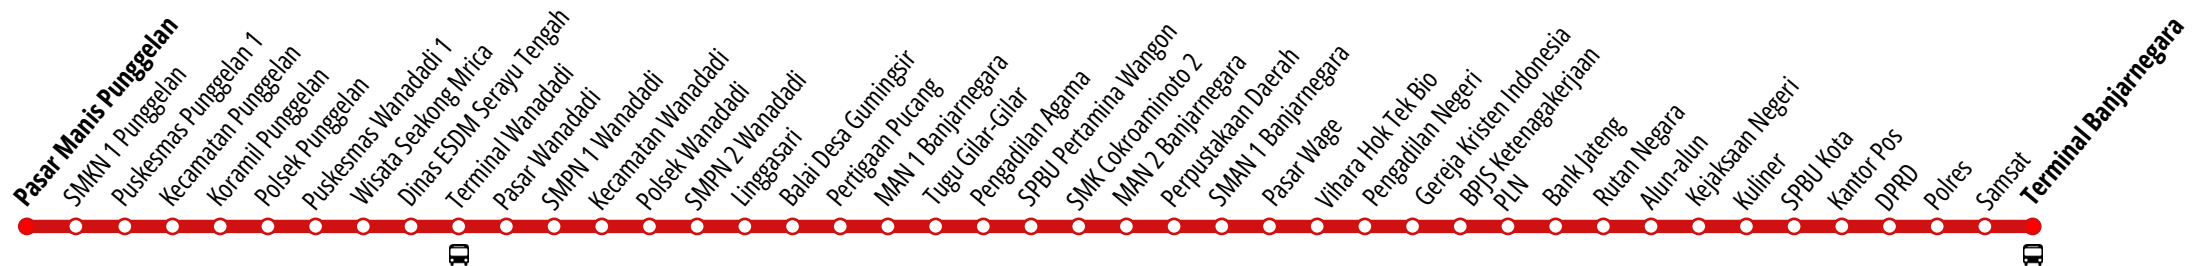 Pasar Manis Punggelan
SMKN 1 Punggelan
Puskesmas Punggelan 1
Kecamatan Punggelan
Koramil Punggelan
Polsek Punggelan
Puskesmas Wanadadi 1
Wisata Seakong Mrica
Dinas ESDM Serayu Tengah
Terminal Wanadadi
Pasar Wanadadi
SMPN 1 Wanadadi
Kecamatan Wanadadi
Polsek Wanadadi
SMPN 2 Wanadadi
Linggasari
Balai Desa Gumingsir
Pertigaan Pucang
MAN 1 Banjarnegara
Tugu Gilar-Gilar
Pengadilan Agama
SPBU Pertamina Wangon
SMK Cokroaminoto 2
MAN 2 Banjarnegara
Perpustakaan Daerah
SMAN 1 Banjarnegara
Pasar Wage
Vihara Hok Tek Bio
Pengadilan Negeri
Gereja Kristen Indonesia
BPJS Ketenagakerjaan
PLN
Bank Jateng
Rutan Negara
Alun-alun
Kejaksaan Negeri
Kuliner
SPBU Kota
Kantor Pos
DPRD
Polres
Samsat
Terminal Banjarnegara